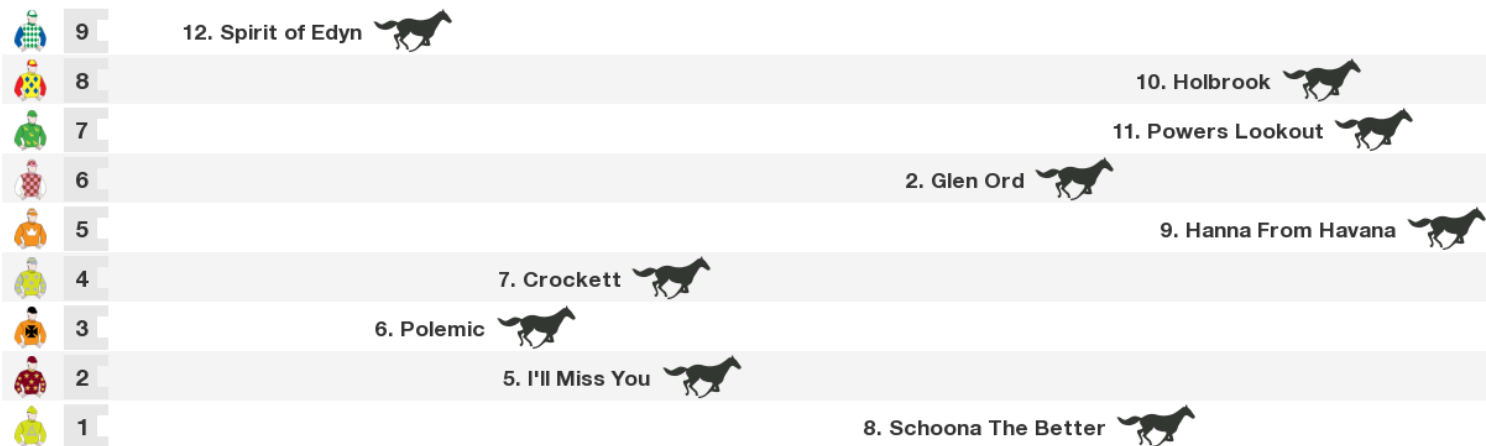 9 12. Spirit of Edyn
8 10. Holbrook
7 11. Powers Lookout
6 2. Glen Ord
5 9. Hanna From Havana
4 7. Crockett
3 6. Polemic
2 5. I'll Miss You
1 8. Schoona The Better